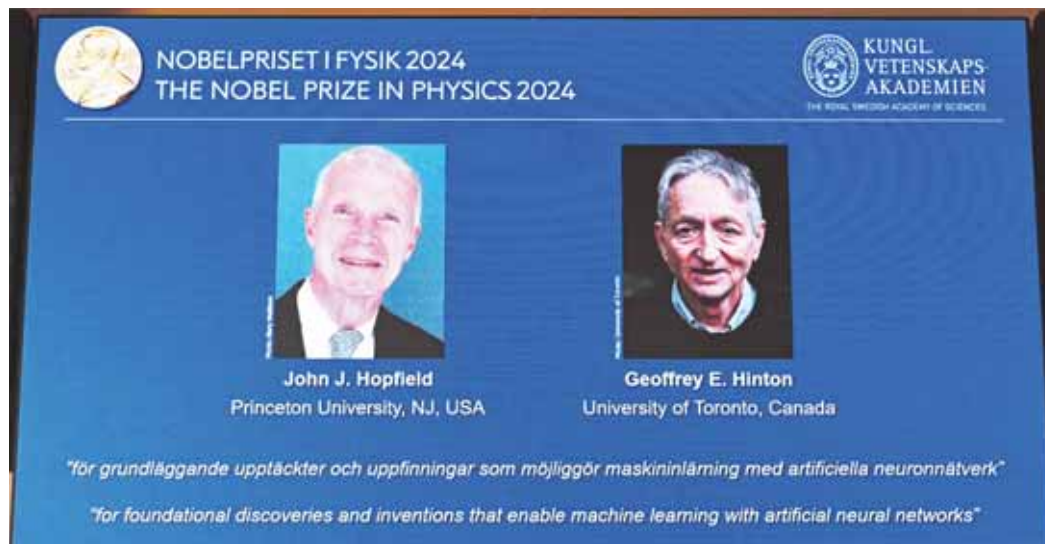 NOBELPRISET I FYSIK 2024
THE NOBEL PRIZE IN PHYSICS 2024
KUNGL.
VETENSKAPS-
AKADEMIEN
THE ROYAL SWEDISH ACADEMY OF SCIENCES
John J. Hopfield
Princeton University, NJ, USA
Geoffrey E. Hinton
University of Toronto, Canada
"för grundläggande upptäckter och uppfinningar som möjliggör maskininlärning med artificiella neuronnätverk"
"for foundational discoveries and inventions that enable machine learning with artificial neural networks"